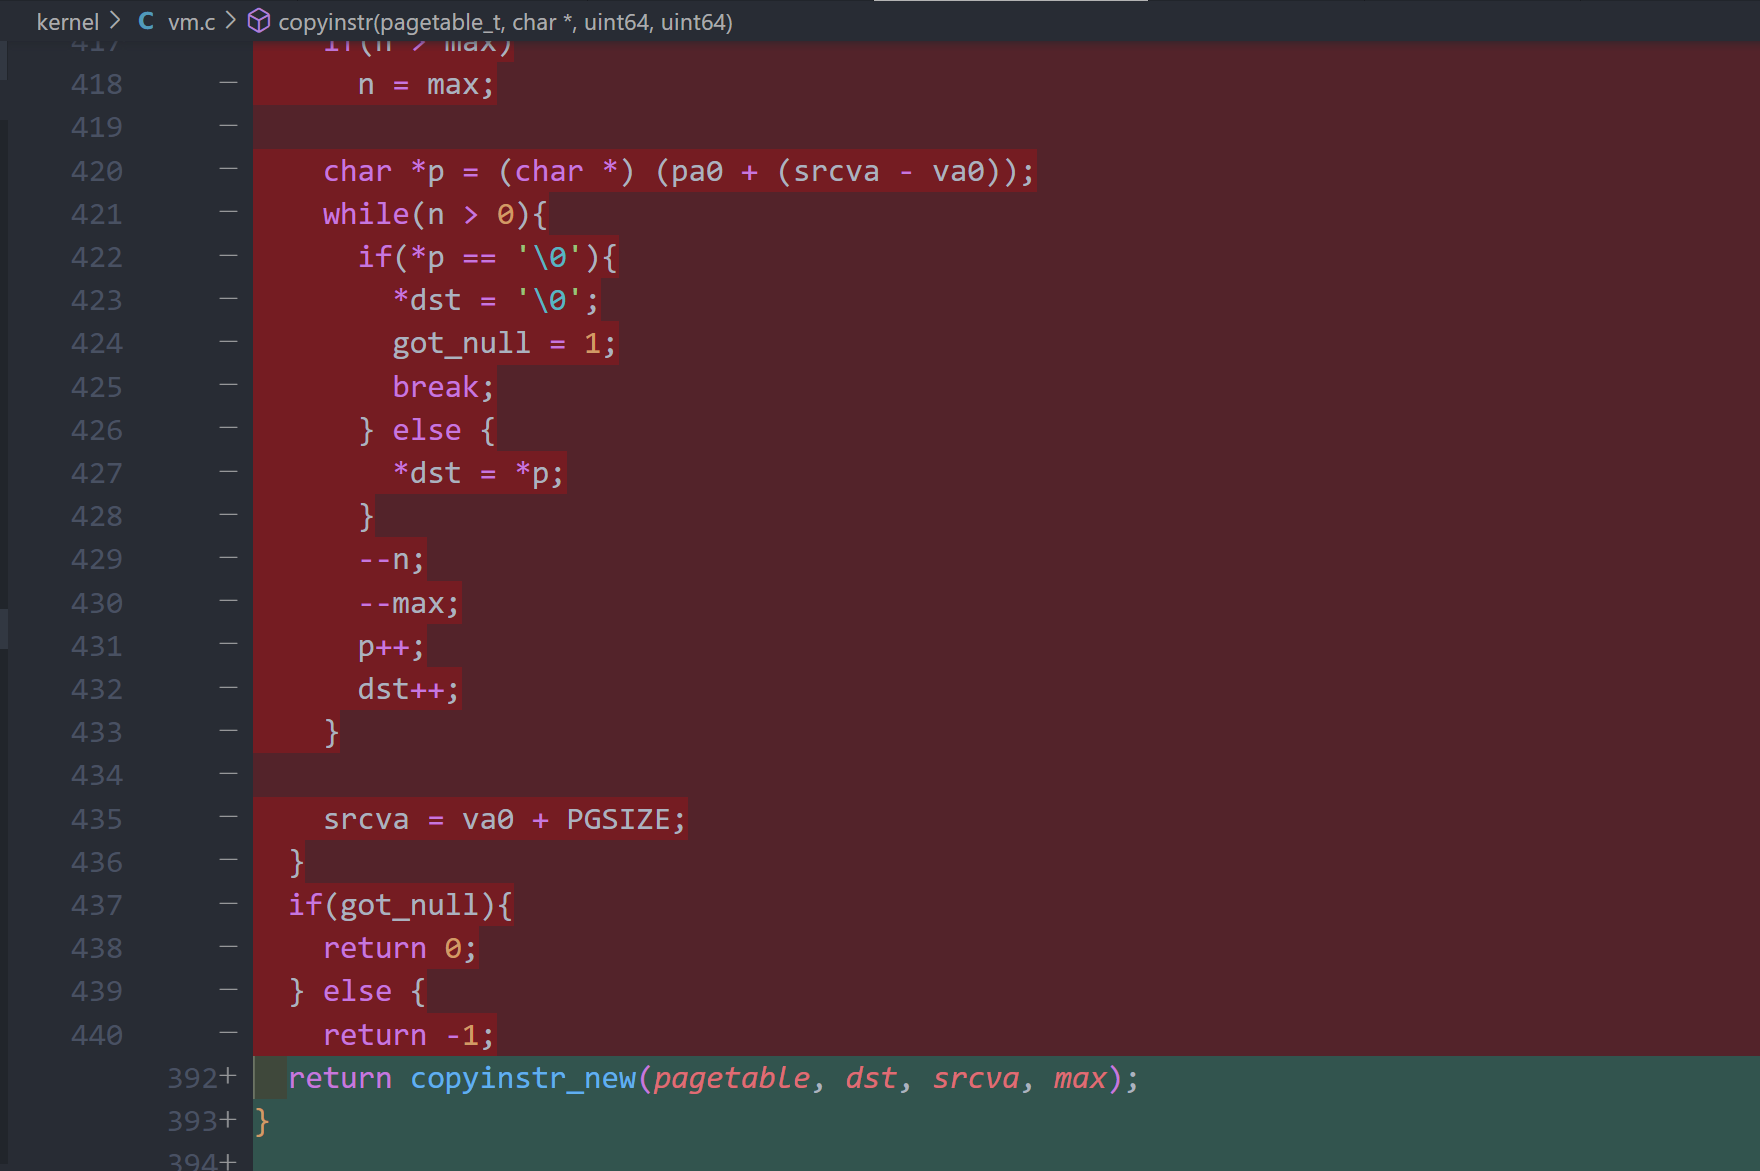 kernel > C vm.c > copyinstr(pagetable_t, char *, uint64, uint64)
417 if(n > max)
418 — n = max;
419 —
420 — char *p = (char *) (pa0 + (srcva - va0));
421 — while(n > 0){
422 — if(*p == '\0'){
423 — *dst = '\0';
424 — got_null = 1;
425 — break;
426 — } else {
427 — *dst = *p;
428 — }
429 — --n;
430 — --max;
431 — p++;
432 — dst++;
433 — }
434 —
435 — srcva = va0 + PGSIZE;
436 — }
437 — if(got_null){
438 — return 0;
439 — } else {
440 — return -1;
392+ return copyinstr_new(pagetable, dst, srcva, max);
393+ }
394+